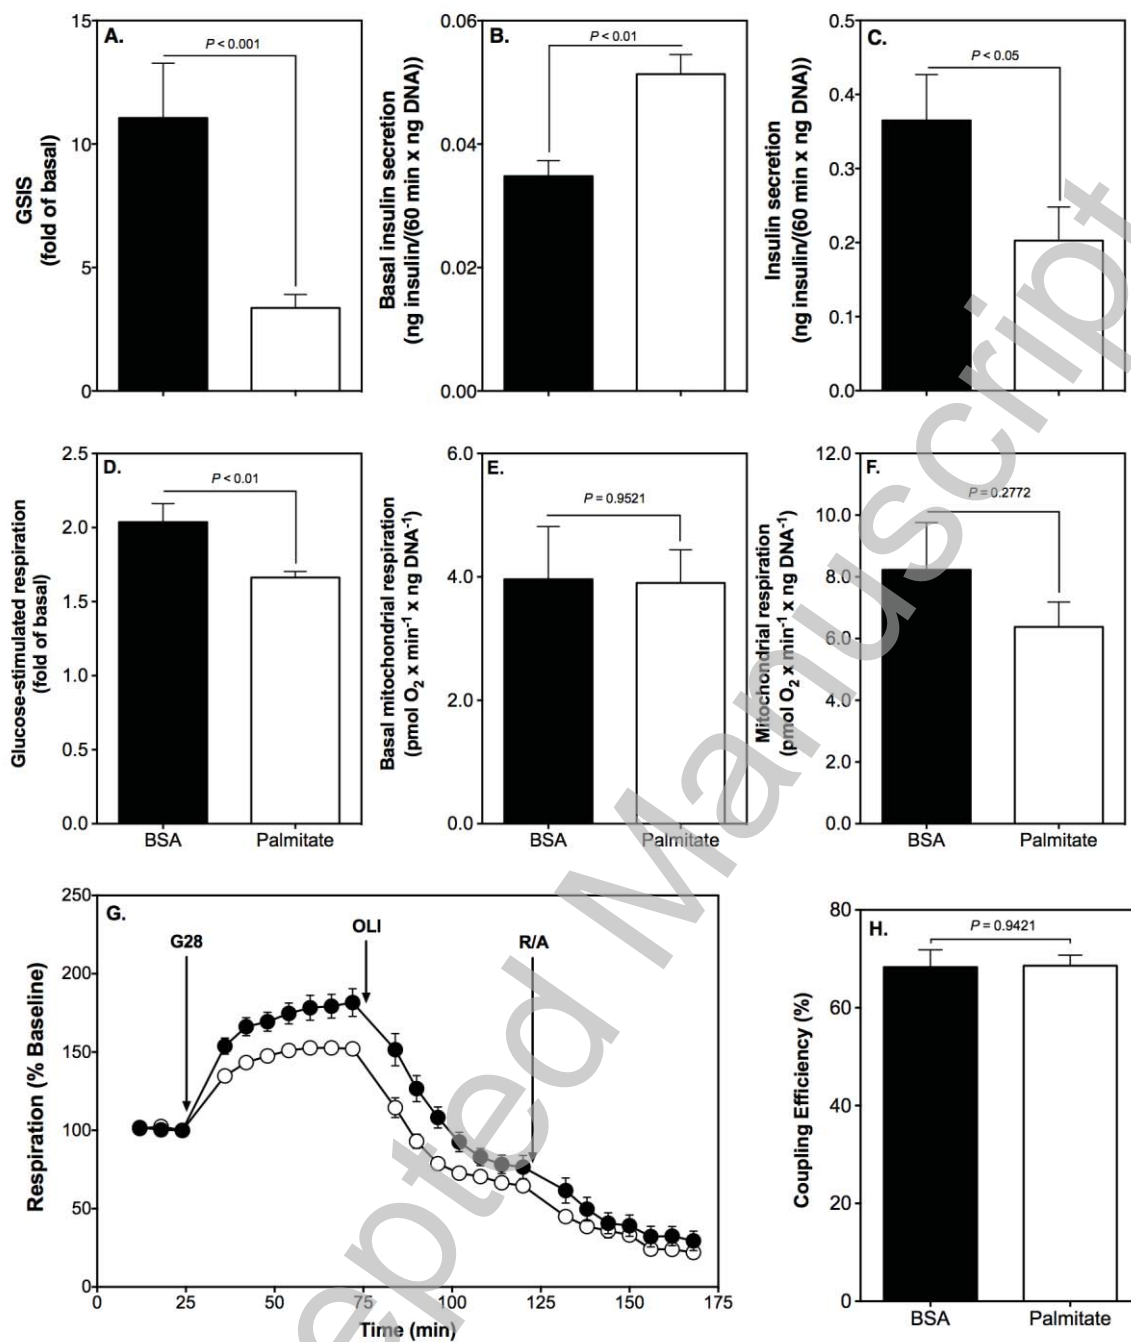 A.
P < 0.001
15
10
5
0
GSIS
(fold of basal)
B.
P < 0.01
0.06
0.04
0.02
0.00
Basal insulin secretion
(ng insulin/(60 min x ng DNA))
C.
P < 0.05
0.5
0.4
0.3
0.2
0.1
0.0
Insulin secretion
(ng insulin/(60 min x ng DNA))
D.
P < 0.01
2.5
2.0
1.5
1.0
0.5
0.0
Glucose-stimulated respiration
(fold of basal)
BSA Palmitate
E.
P = 0.9521
6.0
4.0
2.0
0.0
Basal mitochondrial respiration
(pmol O₂ x min⁻¹ x ng DNA⁻¹)
BSA Palmitate
F.
P = 0.2772
12.0
10.0
8.0
6.0
4.0
2.0
0.0
Mitochondrial respiration
(pmol O₂ x min⁻¹ x ng DNA⁻¹)
BSA Palmitate
G.
G28
OLI
R/A
250
200
150
100
50
0
Respiration (% Baseline)
0 25 50 75 100 125 150 175
Time (min)
H.
P = 0.9421
80
60
40
20
0
Coupling Efficiency (%)
BSA Palmitate
epted Manuscript